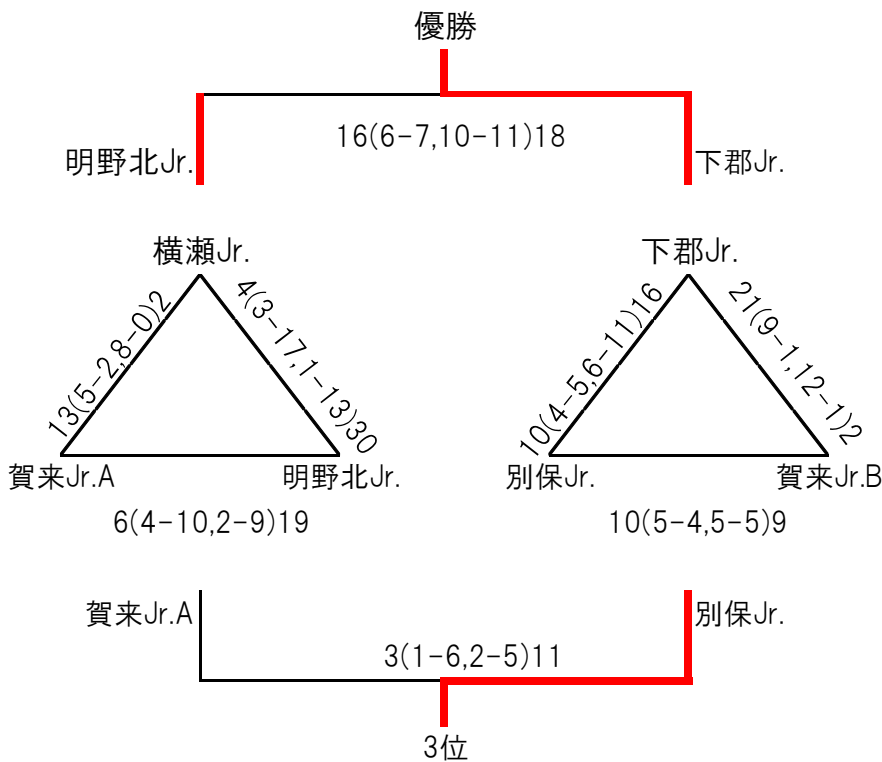 優勝
16(6-7,10-11)18
明野北Jr.
下郡Jr.
横瀬Jr.
下郡Jr.
13(5-2,8-0)2
4(3-17,1-13)30
10(4-5,6-11)16
21(9-1,12-1)2
賀来Jr.A
明野北Jr.
別保Jr.
賀来Jr.B
6(4-10,2-9)19
10(5-4,5-5)9
賀来Jr.A
別保Jr.
3(1-6,2-5)11
3位